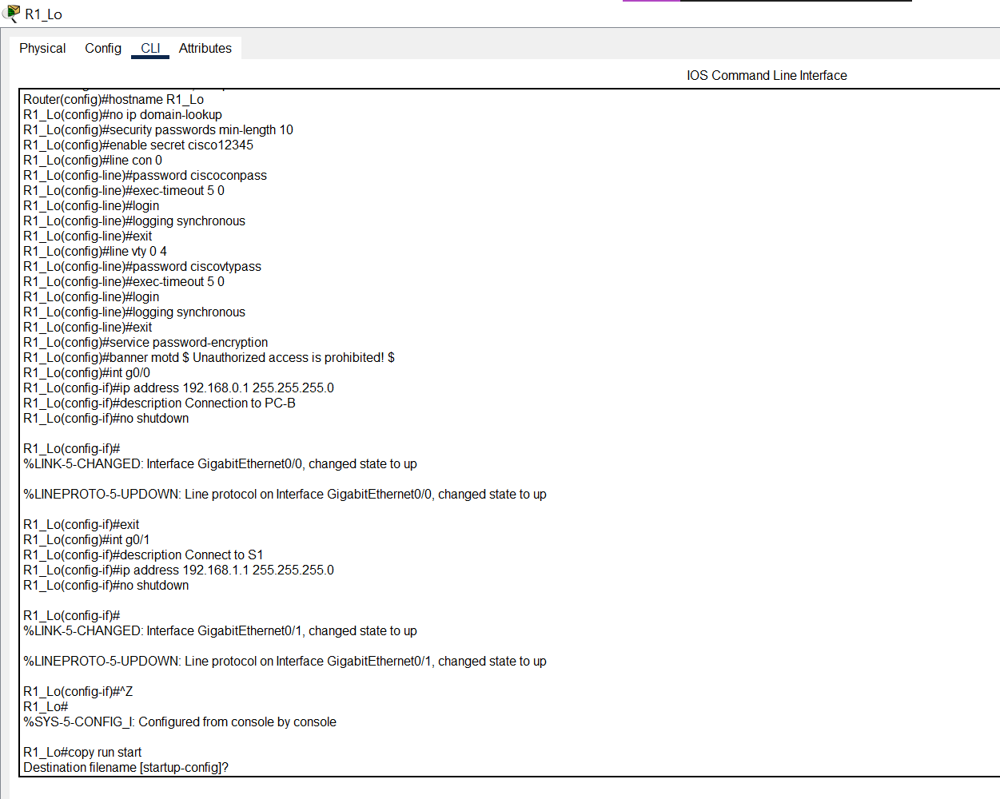 R1_Lo
Physical Config CLI Attributes
IOS Command Line Interface
Router(config)#hostname R1_Lo
R1_Lo(config)#no ip domain-lookup
R1_Lo(config)#security passwords min-length 10
R1_Lo(config)#enable secret cisco12345
R1_Lo(config)#line con 0
R1_Lo(config-line)#password ciscoconpass
R1_Lo(config-line)#exec-timeout 5 0
R1_Lo(config-line)#login
R1_Lo(config-line)#logging synchronous
R1_Lo(config-line)#exit
R1_Lo(config)#line vty 0 4
R1_Lo(config-line)#password ciscovtypass
R1_Lo(config-line)#exec-timeout 5 0
R1_Lo(config-line)#login
R1_Lo(config-line)#logging synchronous
R1_Lo(config-line)#exit
R1_Lo(config)#service password-encryption
R1_Lo(config)#banner motd $ Unauthorized access is prohibited! $
R1_Lo(config)#int g0/0
R1_Lo(config-if)#ip address 192.168.0.1 255.255.255.0
R1_Lo(config-if)#description Connection to PC-B
R1_Lo(config-if)#no shutdown
R1_Lo(config-if)#
%LINK-5-CHANGED: Interface GigabitEthernet0/0, changed state to up
%LINEPROTO-5-UPDOWN: Line protocol on Interface GigabitEthernet0/0, changed state to up
R1_Lo(config-if)#exit
R1_Lo(config)#int g0/1
R1_Lo(config-if)#description Connect to S1
R1_Lo(config-if)#ip address 192.168.1.1 255.255.255.0
R1_Lo(config-if)#no shutdown
R1_Lo(config-if)#
%LINK-5-CHANGED: Interface GigabitEthernet0/1, changed state to up
%LINEPROTO-5-UPDOWN: Line protocol on Interface GigabitEthernet0/1, changed state to up
R1_Lo(config-if)#^Z
R1_Lo#
%SYS-5-CONFIG_I: Configured from console by console
R1_Lo#copy run start
Destination filename [startup-config]?